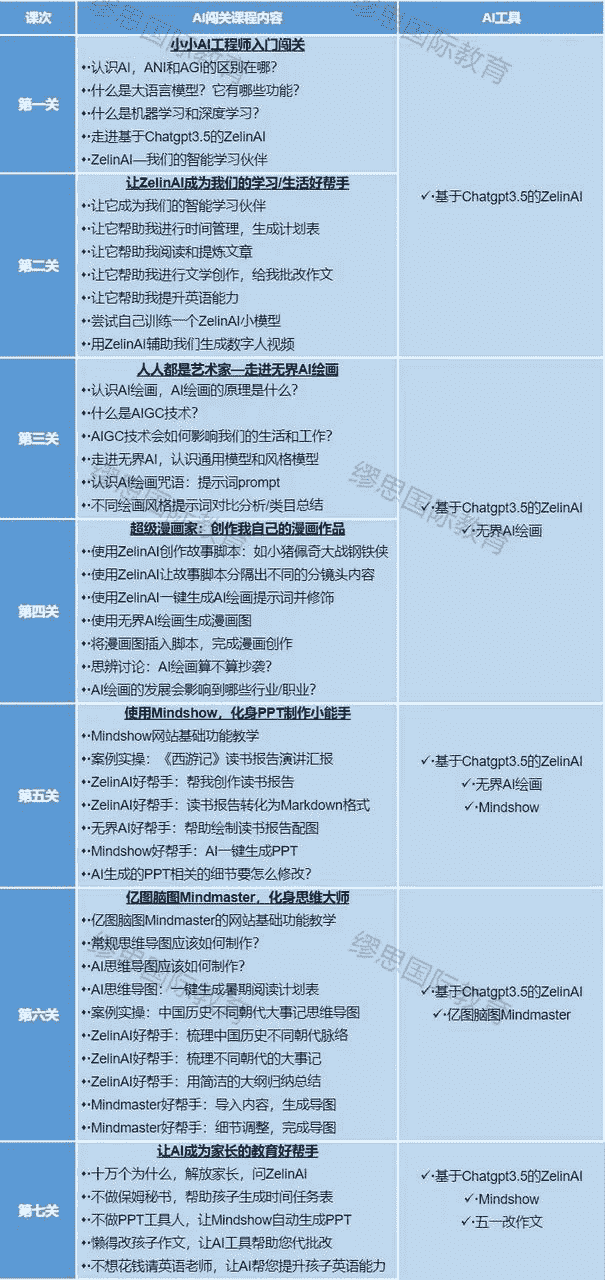 课次 AI闯关课程内容 AI工具
小小AI工程师入门闯关
第一关
认识AI，ANI和AGI的区别在哪？
什么是大语言模型？它有哪些功能？
什么是机器学习和深度学习？
走进基于Chatgpt3.5的ZelinAI
ZelinAI—我们的智能学习伙伴
让ZelinAI成为我们的学习/生活好帮手
✓·基于Chatgpt3.5的ZelinAI
第二关
让它成为我们的智能学习伙伴
让它帮助我进行时间管理，生成计划表
让它帮助我阅读和提炼文章
让它帮助我进行文学创作，给我批改作文
让它帮助我提升英语能力
尝试自己训练一个ZelinAI小模型
用ZelinAI辅助我们生成数字人视频
人人都是艺术家—走进无界AI绘画
第三关
认识AI绘画，AI绘画的原理是什么？
什么是AIGC技术？
AIGC技术会如何影响我们的生活和工作？
走进无界AI，认识通用模型和风格模型
认识AI绘画咒语：提示词prompt
不同绘画风格提示词对比分析/类目总结
✓·基于Chatgpt3.5的ZelinAI
✓·无界AI绘画
超级漫画家：创作我自己的漫画作品
第四关
使用ZelinAI创作故事脚本：如小猪佩奇大战钢铁侠
使用ZelinAI让故事脚本分隔出不同的分镜头内容
使用ZelinAI一键生成AI绘画提示词并修饰
使用无界AI绘画生成漫画图
将漫画图插入脚本，完成漫画创作
思辨讨论：AI绘画算不算抄袭？
AI绘画的发展会影响到哪些行业/职业？
使用Mindshow，化身PPT制作小能手
第五关
Mindshow网站基础功能教学
案例实操：《西游记》读书报告演讲汇报
ZelinAI好帮手：帮我创作读书报告
ZelinAI好帮手：读书报告转化为Markdown格式
无界AI好帮手：帮助绘制读书报告配图
Mindshow好帮手：AI一键生成PPT
AI生成的PPT相关的细节要怎么修改？
✓·基于Chatgpt3.5的ZelinAI
✓·无界AI绘画
✓·Mindshow
亿图脑图Mindmaster，化身思维大师
第六关
亿图脑图Mindmaster的网站基础功能教学
常规思维导图应该如何制作？
AI思维导图应该如何制作？
AI思维导图：一键生成暑期阅读计划表
案例实操：中国历史不同朝代大事记思维导图
ZelinAI好帮手：梳理中国历史不同朝代脉络
ZelinAI好帮手：梳理不同朝代的大事记
ZelinAI好帮手：用简洁的大纲归纳总结
Mindmaster好帮手：导入内容，生成导图
Mindmaster好帮手：细节调整，完成导图
✓·基于Chatgpt3.5的ZelinAI
✓·亿图脑图Mindmaster
让AI成为家长的教育好帮手
第七关
十万个为什么，解放家长，问ZelinAI
不做保姆秘书，帮助孩子生成时间任务表
不做PPT工具人，让Mindshow自动生成PPT
懒得改孩子作文，让AI工具帮助您代批改
不想花钱请英语老师，让AI帮您提升孩子英语能力
✓·基于Chatgpt3.5的ZelinAI
✓·Mindshow
✓·五一改作文
缪思国际教育
缪思国际教育
缪思国际教育
缪思国际教育
缪思国际教育
缪思国际教育